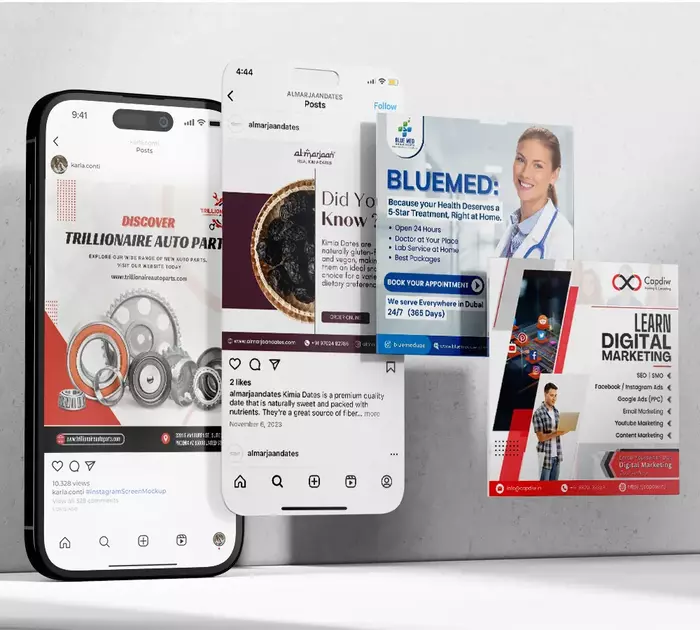 9:41
karla.conti
Posts
karla.conti
DISCOVER
TRILLIONAIRE AUTO PART
EXPLORE OUR WIDE RANGE OF NEW AUTO PARTS.
VISIT OUR WEBSITE TODAY
www.trillionaireautoparts.com
www.trillionaireautoparts.com
10.328 views
karla.conti #InstagramScreenMockup
View all 328 comments
4:44
ALMARJAANDATES
Posts
Follow
almarjaandates
al marjaan
Did Yo
Know ?
Kimia Dates are
naturally gluten-f
and vegan, makin
them an ideal sna
choice for a variet
dietary preference
ORDER ONLINE
www.almarjaandates.com
2 likes
almarjaandates Kimia Dates is a premium quality
date that is naturally sweet and packed with
nutrients. They're a great source of fiber... more
November 6, 2023
almarjaandates
BLUE MED
BLUEMED:
Because your Health Deserves a
5-Star Treatment, Right at Home.
• Open 24 Hours
• Doctor at Your Place
• Lab Service at Home
• Best Packages
BOOK YOUR APPOINTMENT
We serve Everywhere in Dubai
24/7 (365 Days)
Capdiw
LEARN
DIGITAL
MARKETING
SEO | SMO
Facebook / Instagram Ads
Google Ads (PPC)
Email Marketing
Youtube Marketing
Content Marketing
Digital Marketing
info@capdiw.in